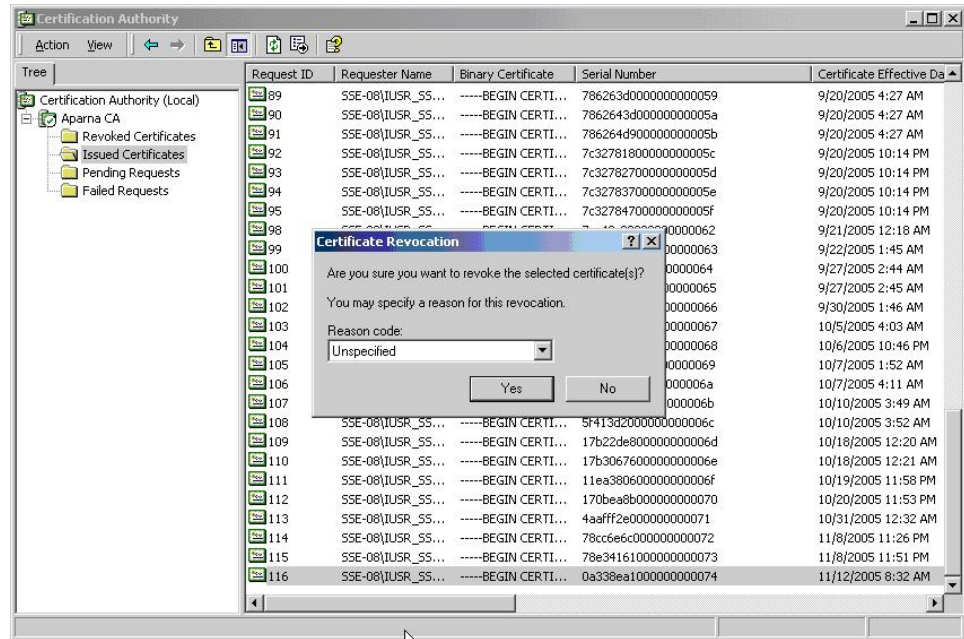 Certification Authority
Action View
Tree
Certification Authority (Local)
Aparna CA
Revoked Certificates
Issued Certificates
Pending Requests
Failed Requests
Request ID Requester Name Binary Certificate Serial Number Certificate Effective Da
89 SSE-08\IUSR_SS... -----BEGIN CERTI... 786263d0000000000059 9/20/2005 4:27 AM
90 SSE-08\IUSR_SS... -----BEGIN CERTI... 7862643d00000000005a 9/20/2005 4:27 AM
91 SSE-08\IUSR_SS... -----BEGIN CERTI... 786264d900000000005b 9/20/2005 4:27 AM
92 SSE-08\IUSR_SS... -----BEGIN CERTI... 7c32781800000000005c 9/20/2005 10:14 PM
93 SSE-08\IUSR_SS... -----BEGIN CERTI... 7c32782700000000005d 9/20/2005 10:14 PM
94 SSE-08\IUSR_SS... -----BEGIN CERTI... 7c32783700000000005e 9/20/2005 10:14 PM
95 SSE-08\IUSR_SS... -----BEGIN CERTI... 7c32784700000000005f 9/20/2005 10:14 PM
98 9/21/2005 12:18 AM
99 0000063 9/22/2005 1:45 AM
100 0000064 9/27/2005 2:44 AM
101 0000065 9/27/2005 2:45 AM
102 0000066 9/30/2005 1:46 AM
103 0000067 10/5/2005 4:03 AM
104 0000068 10/6/2005 10:46 PM
105 0000069 10/7/2005 1:52 AM
106 000006a 10/7/2005 4:11 AM
107 000006b 10/10/2005 3:49 AM
108 SSE-08\IUSR_SS... -----BEGIN CERTI... 5f413d2000000000006c 10/10/2005 3:52 AM
109 SSE-08\IUSR_SS... -----BEGIN CERTI... 17b22de800000000006d 10/18/2005 12:20 AM
110 SSE-08\IUSR_SS... -----BEGIN CERTI... 17b3067600000000006e 10/18/2005 12:21 AM
111 SSE-08\IUSR_SS... -----BEGIN CERTI... 11ea380600000000006f 10/19/2005 11:58 PM
112 SSE-08\IUSR_SS... -----BEGIN CERTI... 170bea8b000000000070 10/20/2005 11:53 PM
113 SSE-08\IUSR_SS... -----BEGIN CERTI... 4aafff2e000000000071 10/31/2005 12:32 AM
114 SSE-08\IUSR_SS... -----BEGIN CERTI... 78cc6e6c000000000072 11/8/2005 11:26 PM
115 SSE-08\IUSR_SS... -----BEGIN CERTI... 78e34161000000000073 11/8/2005 11:51 PM
116 SSE-08\IUSR_SS... -----BEGIN CERTI... 0a338ea1000000000074 11/12/2005 8:32 AM
Certificate Revocation
Are you sure you want to revoke the selected certificate(s)?
You may specify a reason for this revocation.
Reason code:
Unspecified
Yes No